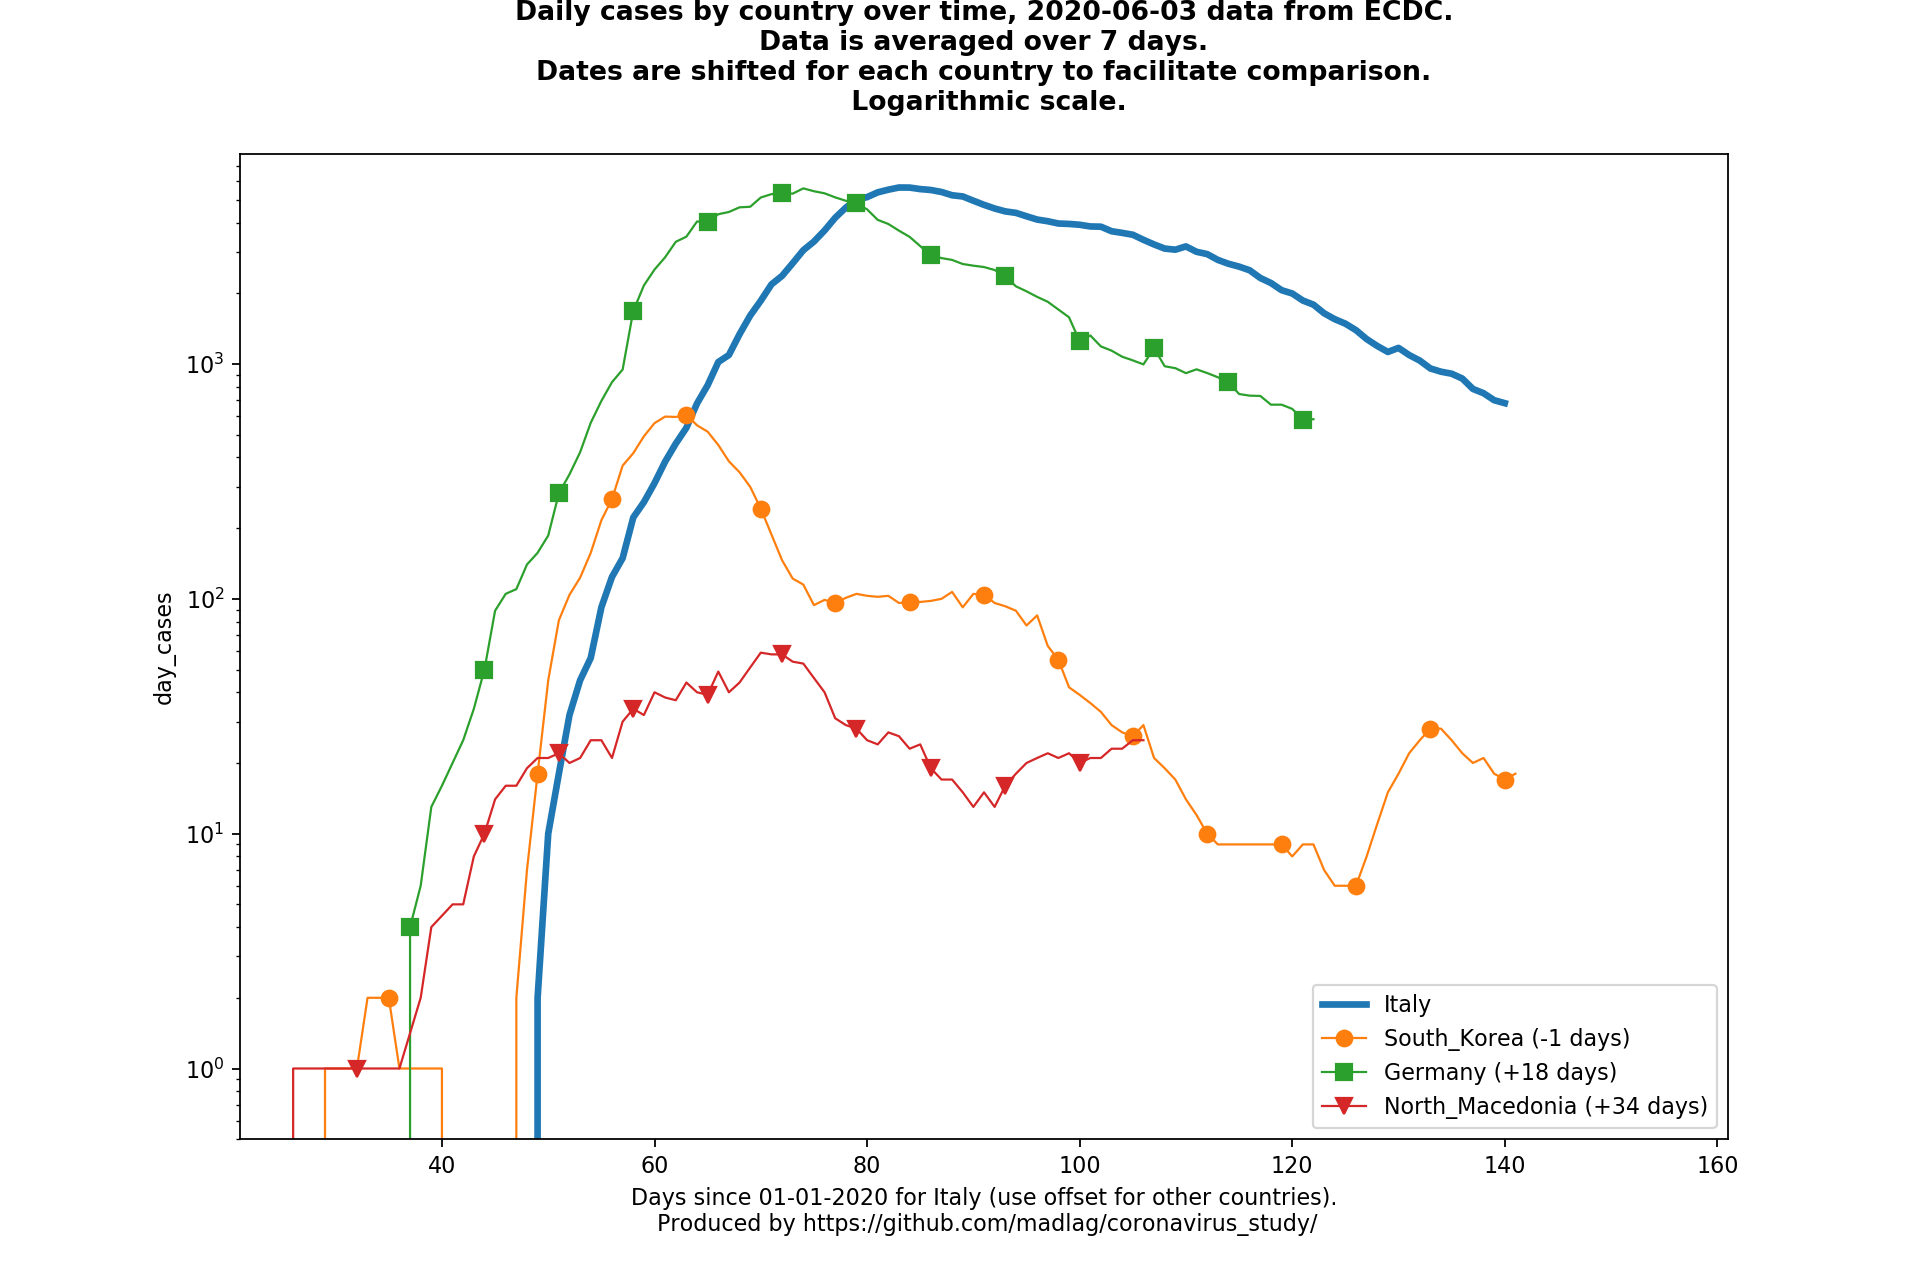 Daily cases by country over time, 2020-06-03 data from ECDC.
Data is averaged over 7 days.
Dates are shifted for each country to facilitate comparison.
Logarithmic scale.
10³
10²
10¹
10⁰
day_cases
Italy
South_Korea (-1 days)
Germany (+18 days)
North_Macedonia (+34 days)
40 60 80 100 120 140 160
Days since 01-01-2020 for Italy (use offset for other countries).
Produced by https://github.com/madlag/coronavirus_study/